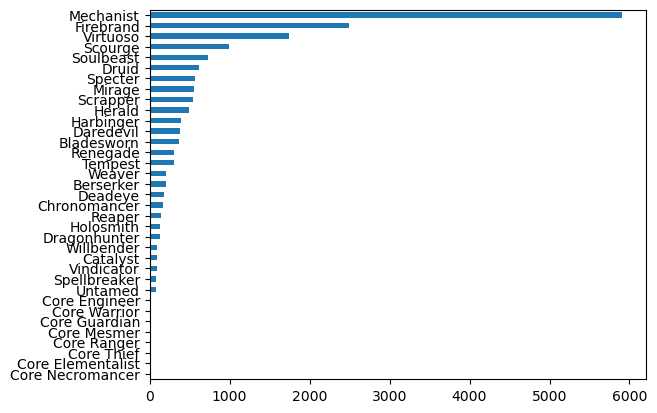 Mechanist
Firebrand
Virtuoso
Scourge
Soulbeast
Druid
Specter
Mirage
Scrapper
Herald
Harbinger
Daredevil
Bladesworn
Renegade
Tempest
Weaver
Berserker
Deadeye
Chronomancer
Reaper
Holosmith
Dragonhunter
Willbender
Catalyst
Vindicator
Spellbreaker
Untamed
Core Engineer
Core Warrior
Core Guardian
Core Mesmer
Core Ranger
Core Thief
Core Elementalist
Core Necromancer
0 1000 2000 3000 4000 5000 6000